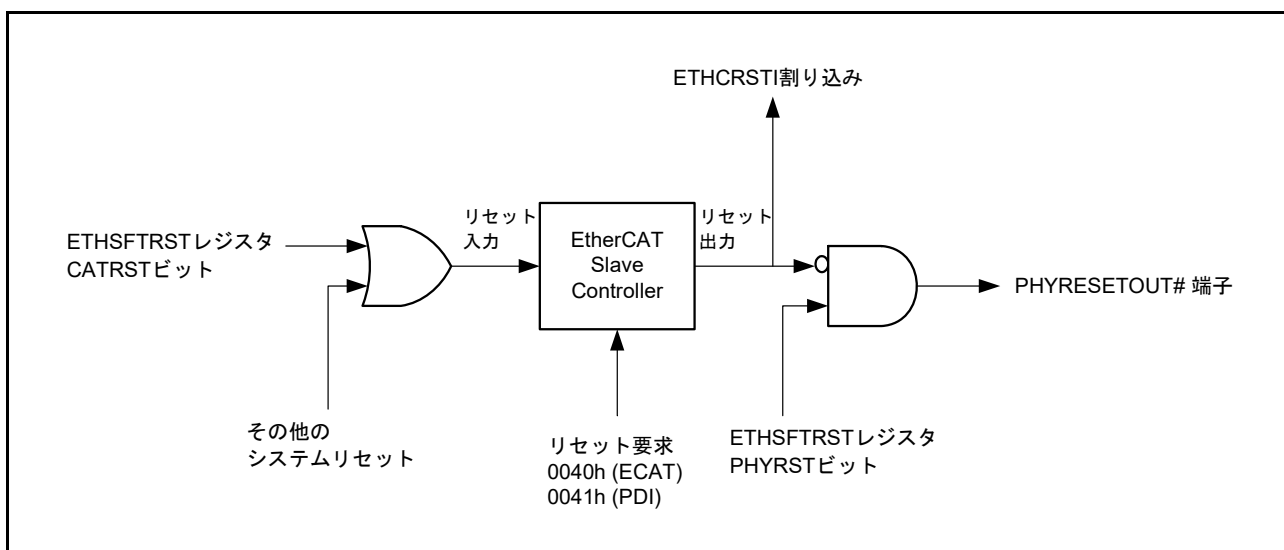 ETHCRSTI割り込み
ETHSFTRSTレジスタ
CATRSTビット
リセット
入力
EtherCAT
Slave
Controller
リセット
出力
PHYRESETOUT# 端子
その他の
システムリセット
リセット要求
0040h (ECAT)
0041h (PDI)
ETHSFTRSTレジスタ
PHYRSTビット